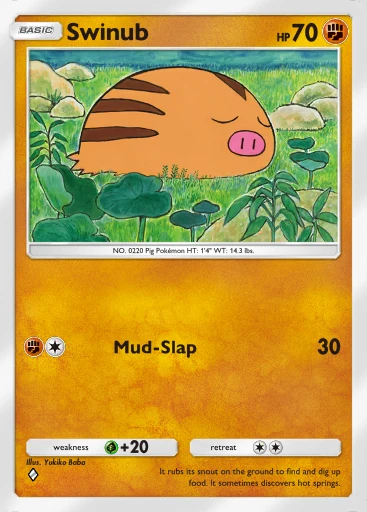 BASIC Swinub HP 70
NO. 0220 Pig Pokémon HT: 1'4" WT: 14.3 lbs.
Mud-Slap 30
weakness +20 retreat
Illus. Yukiko Baba
It rubs its snout on the ground to find and dig up
food. It sometimes discovers hot springs.